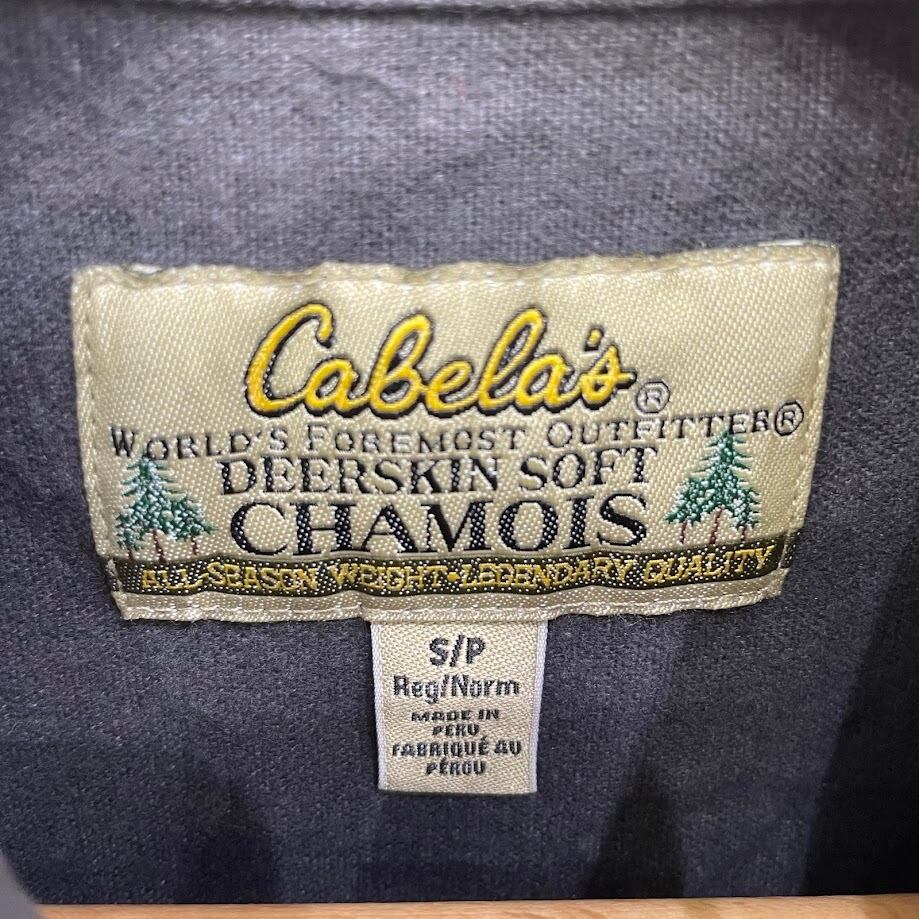 Cabela's®
WORLD'S FOREMOST OUTFITTER®
DEERSKIN SOFT
CHAMOIS
ALL-SEASON WEIGHT·LEGENDARY QUALITY
S/P
Reg/Norm
MADE IN
PERU
FABRIQUÉ AU
PÉROU